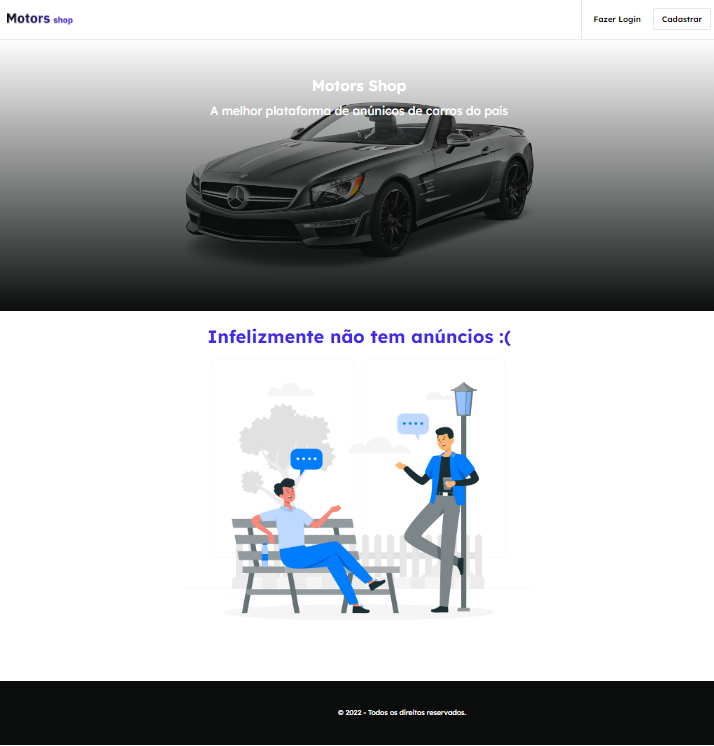 Motors shop
Fazer Login
Cadastrar
Motors Shop
A melhor plataforma de anúnicos de carros do país
Infelizmente não tem anúncios :(
© 2022 - Todos os direitos reservados.